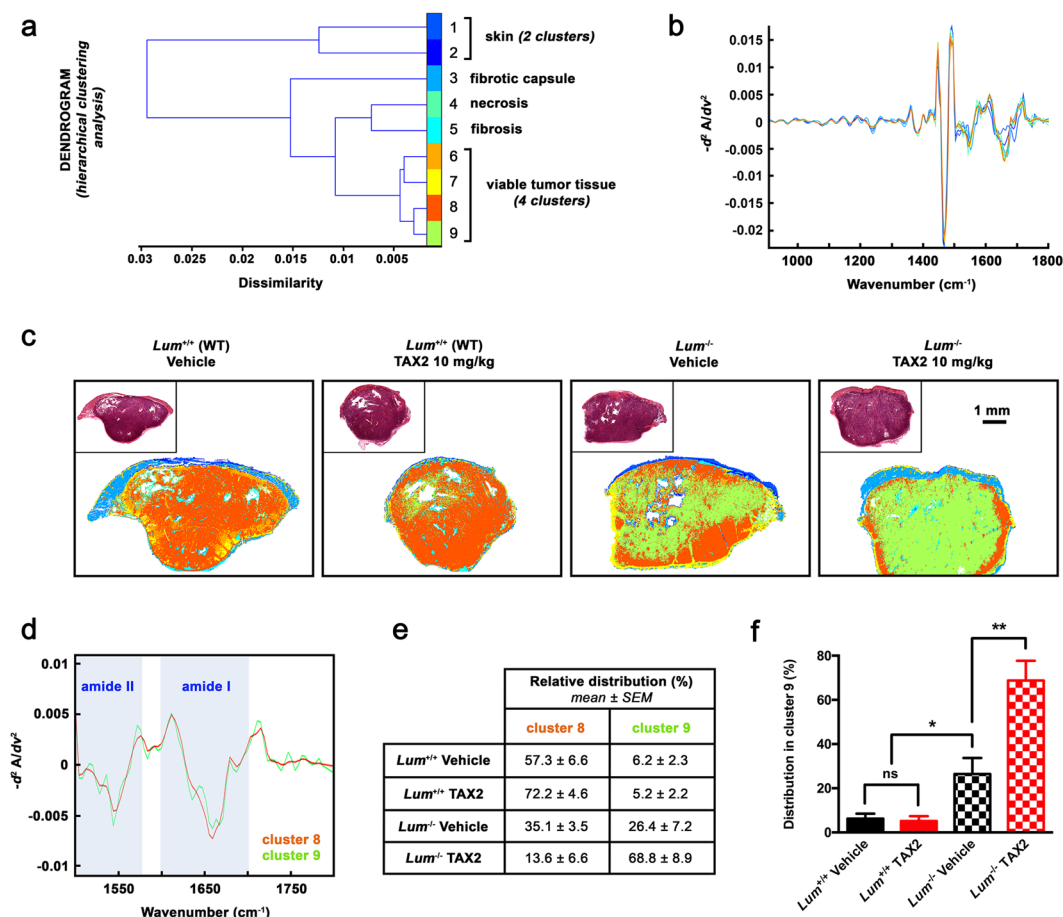 a
DENDROGRAM
(hierarchical clustering
analysis)
1
2
3
4
5
6
7
8
9
skin (2 clusters)
fibrotic capsule
necrosis
fibrosis
viable tumor tissue
(4 clusters)
0.03 0.025 0.02 0.015 0.01 0.005
Dissimilarity
b
-d² A/dv²
0.015
0.01
0.005
0
-0.005
-0.01
-0.015
-0.02
1000 1200 1400 1600 1800
Wavenumber (cm⁻¹)
c
Lum⁺/⁺ (WT)
Vehicle
Lum⁺/⁺ (WT)
TAX2 10 mg/kg
Lum⁻/⁻
Vehicle
Lum⁻/⁻
TAX2 10 mg/kg
1 mm
d
-d² A/dv²
0.01
0.005
0
-0.005
-0.01
amide II
amide I
cluster 8
cluster 9
1550 1650 1750
Wavenumber (cm⁻¹)
e
Relative distribution (%)
mean ± SEM
cluster 8 cluster 9
Lum⁺/⁺ Vehicle 57.3 ± 6.6 6.2 ± 2.3
Lum⁺/⁺ TAX2 72.2 ± 4.6 5.2 ± 2.2
Lum⁻/⁻ Vehicle 35.1 ± 3.5 26.4 ± 7.2
Lum⁻/⁻ TAX2 13.6 ± 6.6 68.8 ± 8.9
f
Distribution in cluster 9 (%)
80
60
40
20
0
ns
*
**
Lum⁺/⁺ Vehicle
Lum⁺/⁺ TAX2
Lum⁻/⁻ Vehicle
Lum⁻/⁻ TAX2